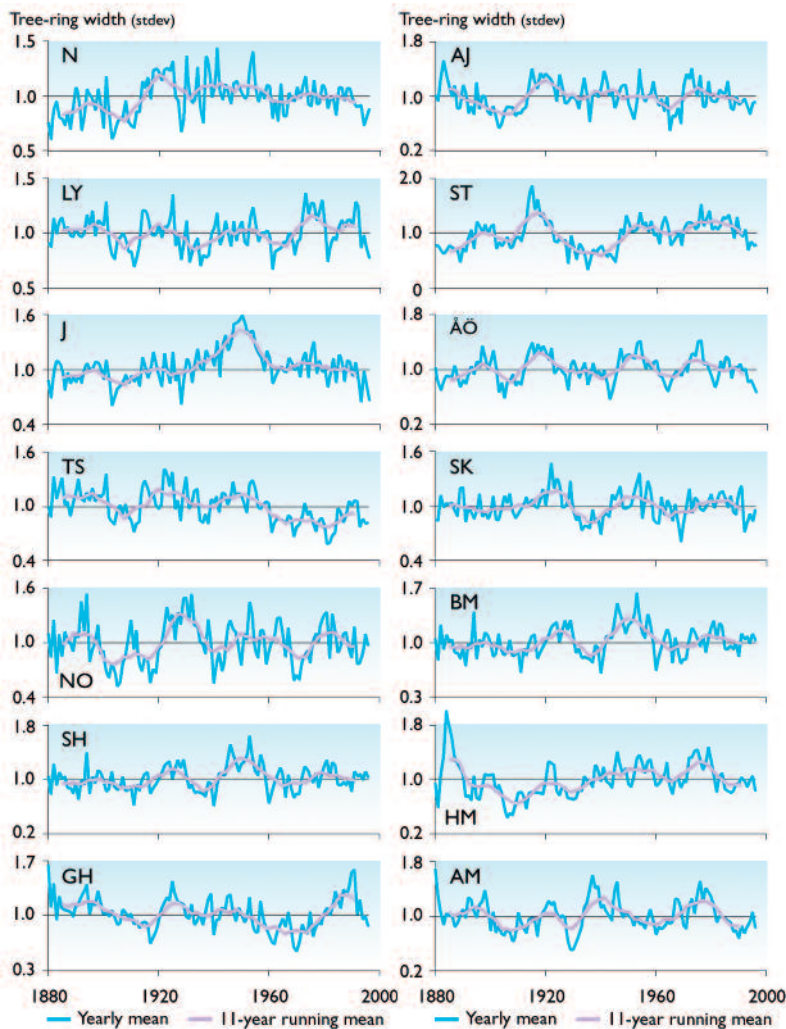 Tree-ring width (stdev) Tree-ring width (stdev)
1.5 N 1.8 AJ
1.0 1.0
0.5 0.2
1.5 LY 2.0 ST
1.0 1.0
0.5 0
1.6 J 1.8 ÅÖ
1.0 1.0
0.4 0.2
1.6 TS 1.6 SK
1.0 1.0
0.4 0.4
1.6 1.7 BM
1.0 1.0
NO
0.4 0.3
1.8 SH 1.8
1.0 1.0
HM
0.2 0.2
1.7 GH 1.8 AM
1.0 1.0
0.3 0.2
1880 1920 1960 2000 1880 1920 1960 2000
Yearly mean 11-year running mean Yearly mean 11-year running mean